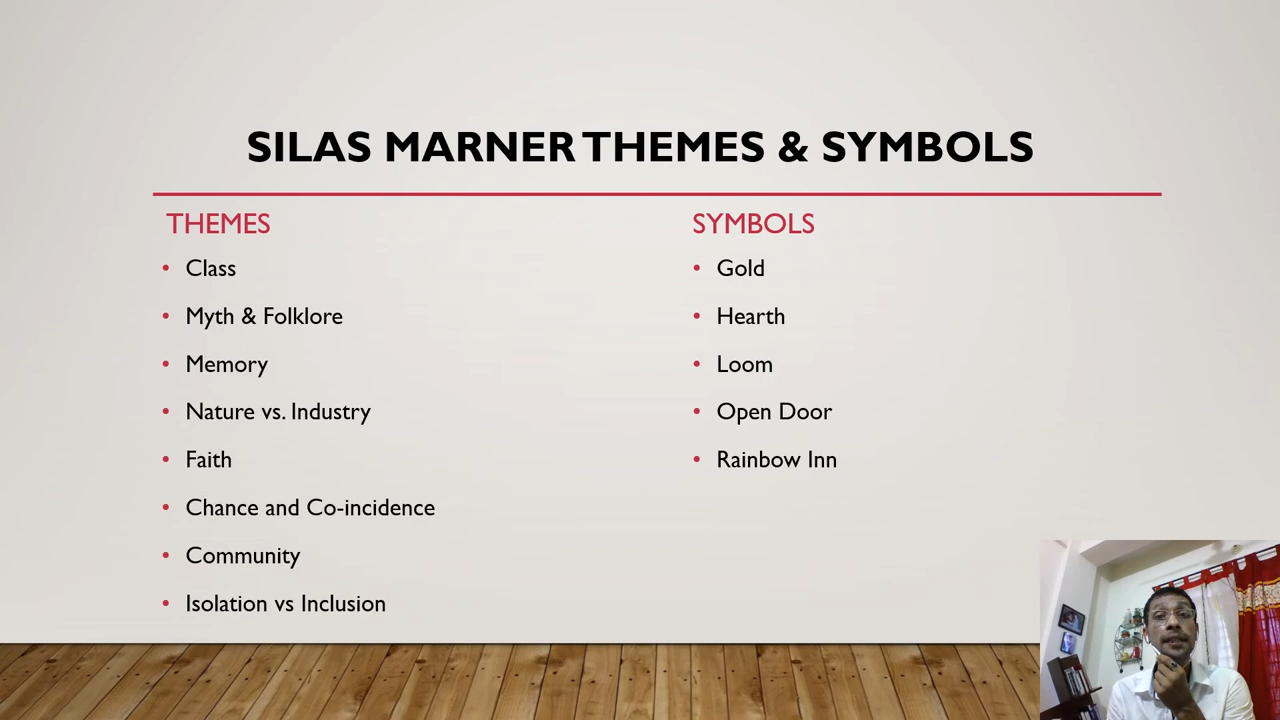 SILAS MARNER THEMES & SYMBOLS
THEMES
• Class
• Myth & Folklore
• Memory
• Nature vs. Industry
• Faith
• Chance and Co-incidence
• Community
• Isolation vs Inclusion
SYMBOLS
• Gold
• Hearth
• Loom
• Open Door
• Rainbow Inn